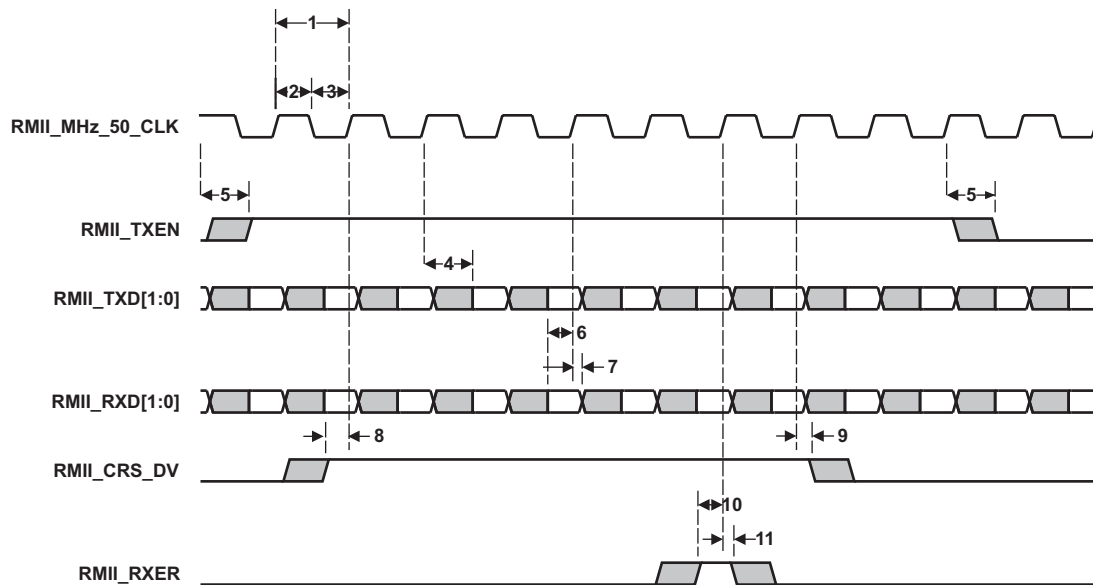 1
2
3
RMII_MHz_50_CLK
5
5
RMII_TXEN
4
RMII_TXD[1:0]
6
7
RMII_RXD[1:0]
8
9
RMII_CRS_DV
10
11
RMII_RXER